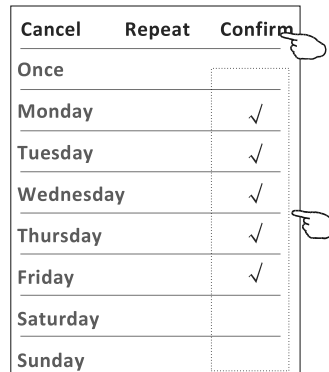 Cancel Repeat Confirm
Once
Monday √
Tuesday √
Wednesday √
Thursday √
Friday √
Saturday
Sunday